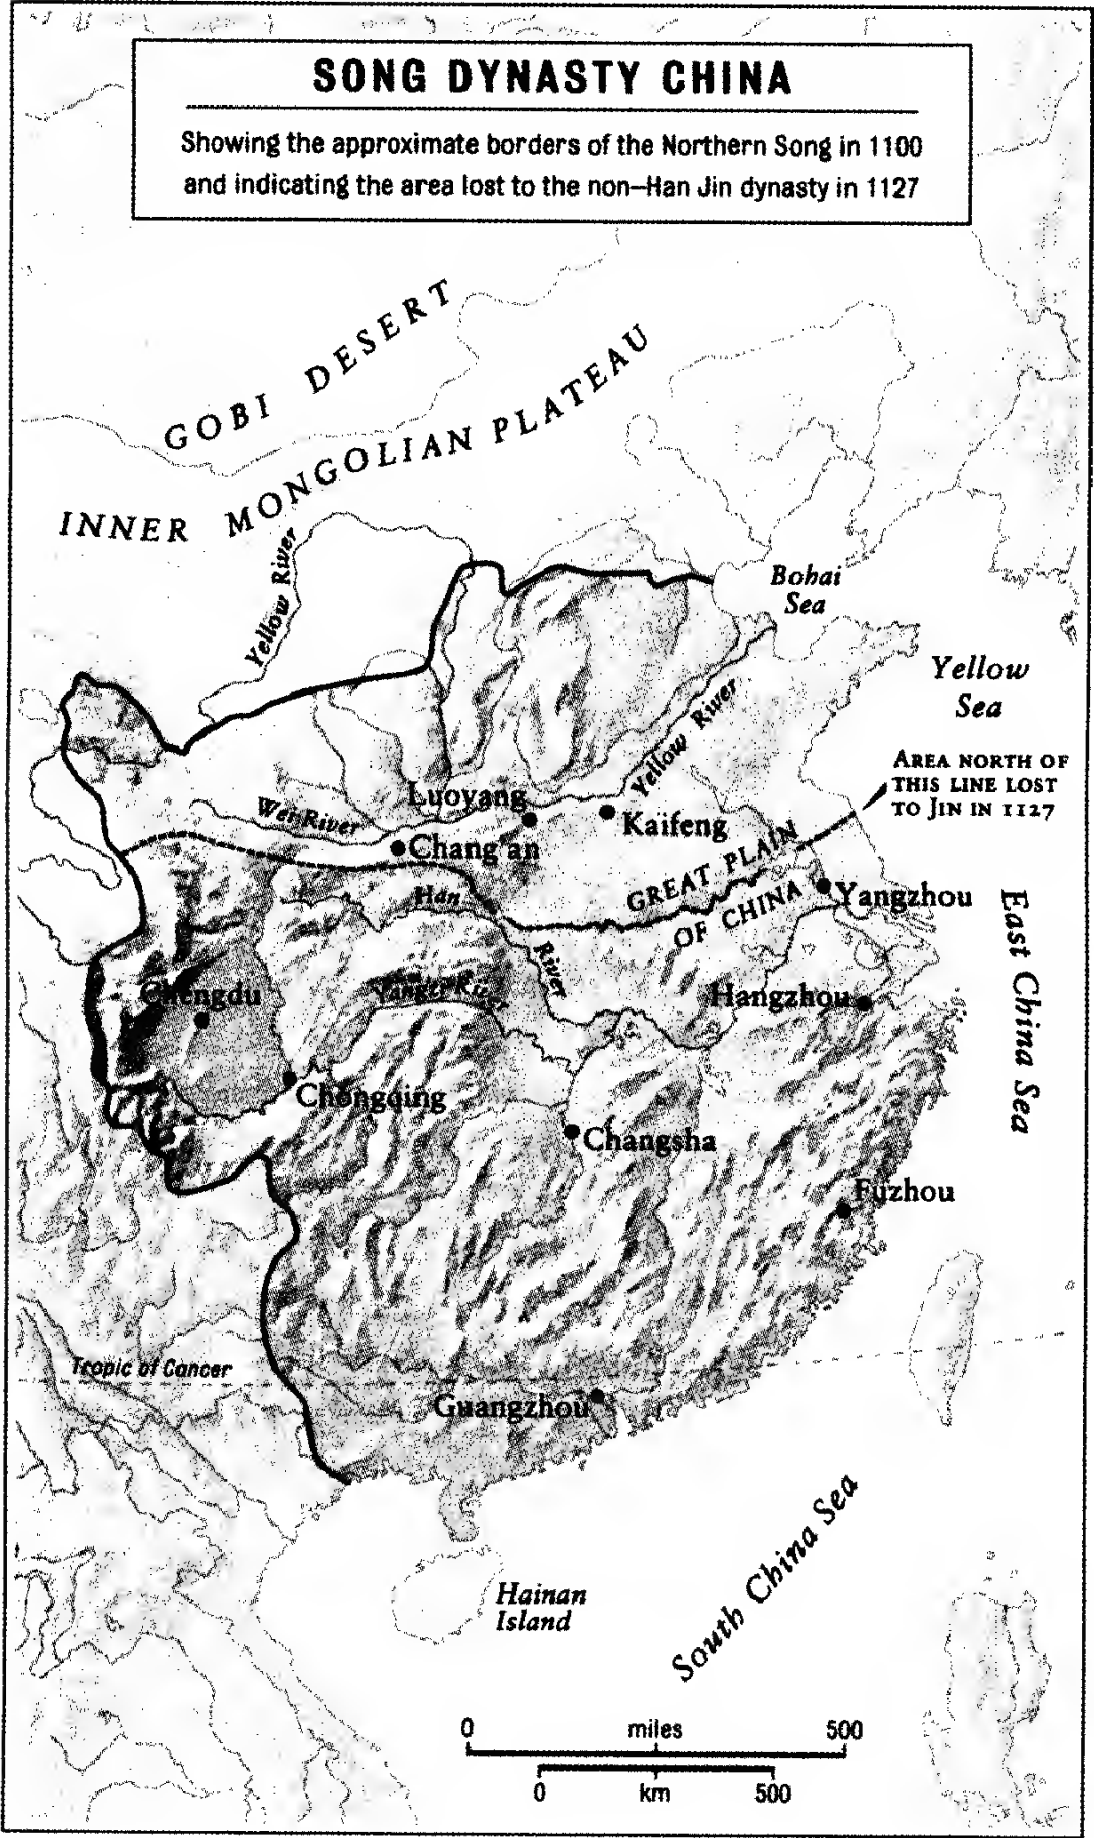 SONG DYNASTY CHINA
Showing the approximate borders of the Northern Song in 1100
and indicating the area lost to the non–Han Jin dynasty in 1127
GOBI DESERT
INNER MONGOLIAN PLATEAU
Yellow River
Bohai
Sea
Yellow
Sea
Yellow River
AREA NORTH OF
THIS LINE LOST
TO JIN IN 1127
Luoyang
Wei River
Kaifeng
Chang'an
GREAT PLAIN
OF CHINA
Han
River
Yangzhou
East China Sea
Chengdu
Yangzi River
Hangzhou
Chongqing
Changsha
Fuzhou
Tropic of Cancer
Guangzhou
South China Sea
Hainan
Island
0 miles 500
0 km 500